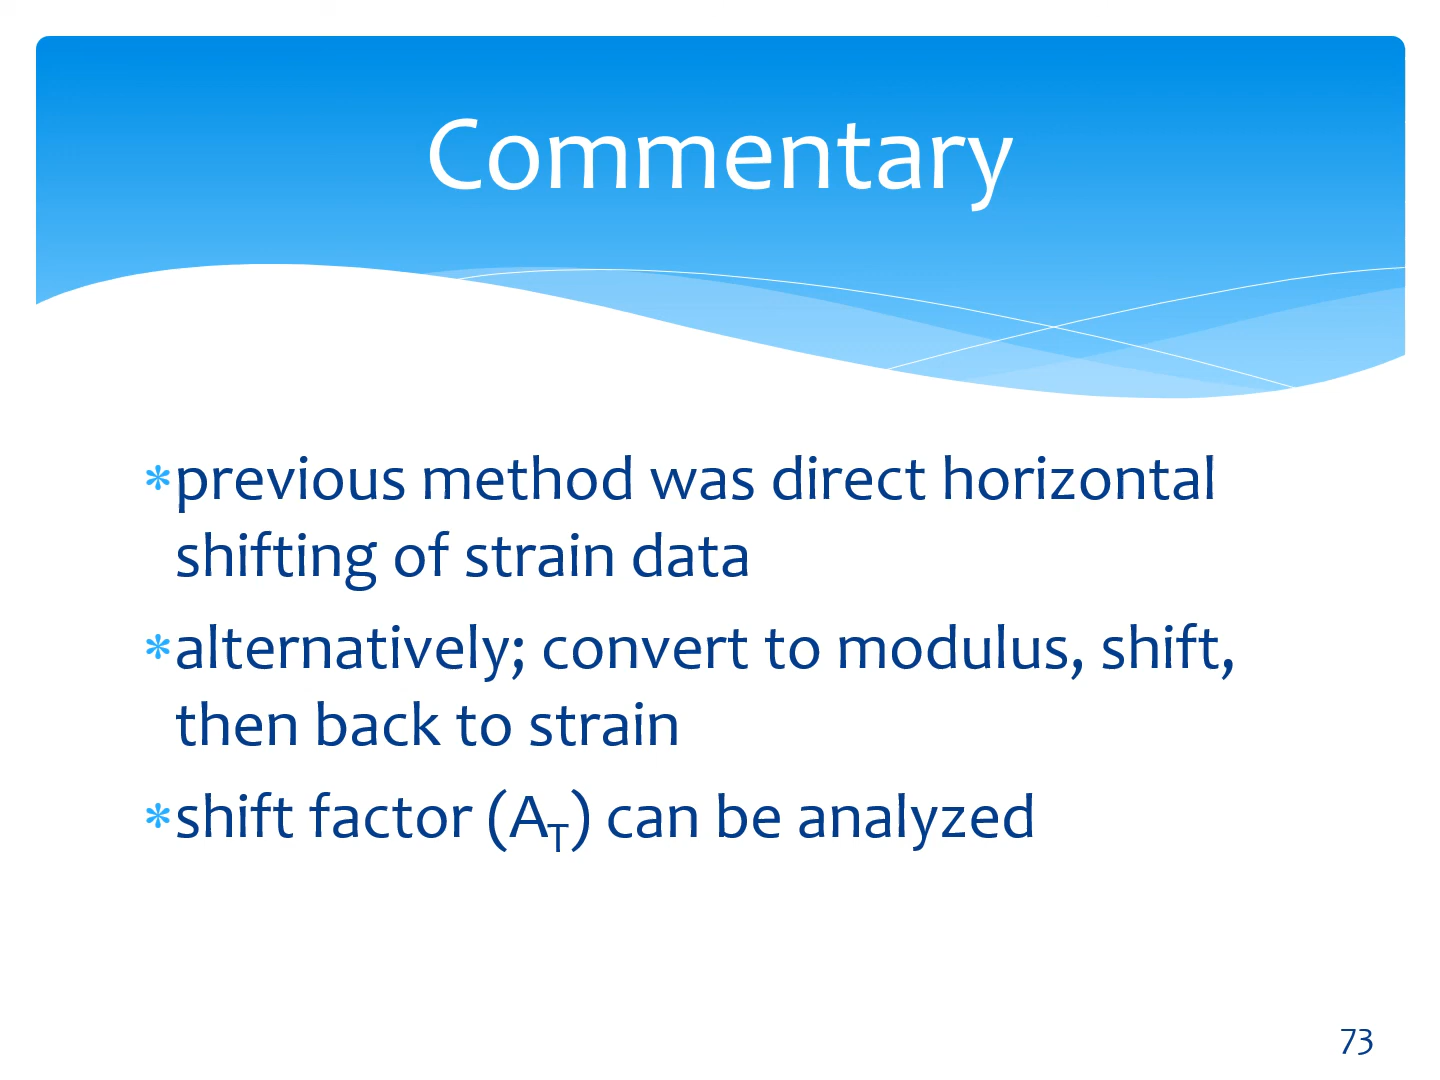 Commentary
*previous method was direct horizontal
shifting of strain data
*alternatively; convert to modulus, shift,
then back to strain
*shift factor (A_T) can be analyzed
73